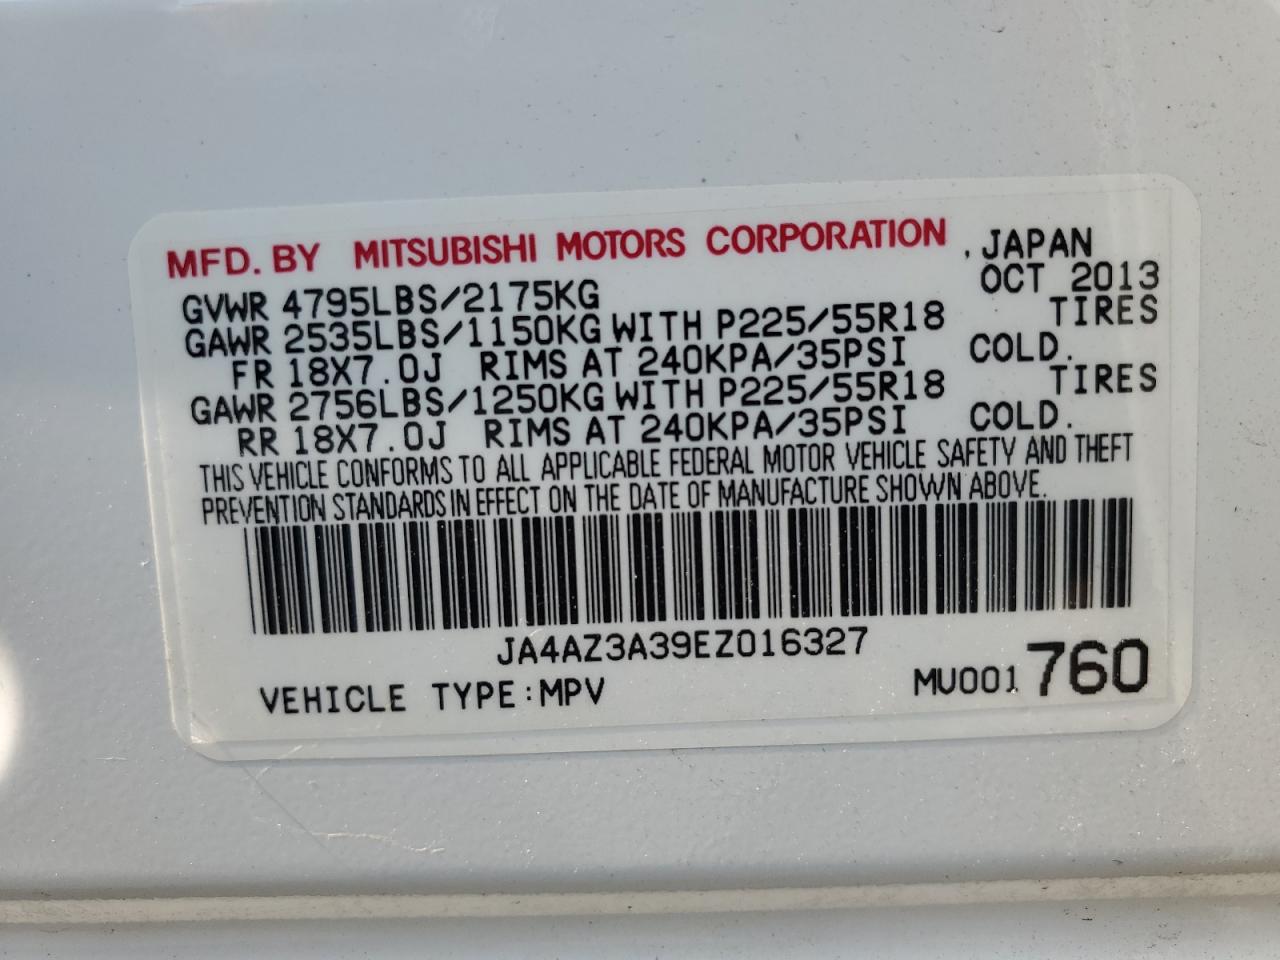 MFD. BY MITSUBISHI MOTORS CORPORATION , JAPAN
GVWR 4795LBS/2175KG OCT 2013
GAWR 2535LBS/1150KG WITH P225/55R18 TIRES
FR 18X7.0J RIMS AT 240KPA/35PSI COLD.
GAWR 2756LBS/1250KG WITH P225/55R18 TIRES
RR 18X7.0J RIMS AT 240KPA/35PSI COLD.
THIS VEHICLE CONFORMS TO ALL APPLICABLE FEDERAL MOTOR VEHICLE SAFETY AND THEFT
PREVENTION STANDARDS IN EFFECT ON THE DATE OF MANUFACTURE SHOWN ABOVE.
JA4AZ3A39EZ016327
VEHICLE TYPE:MPV MU001 760